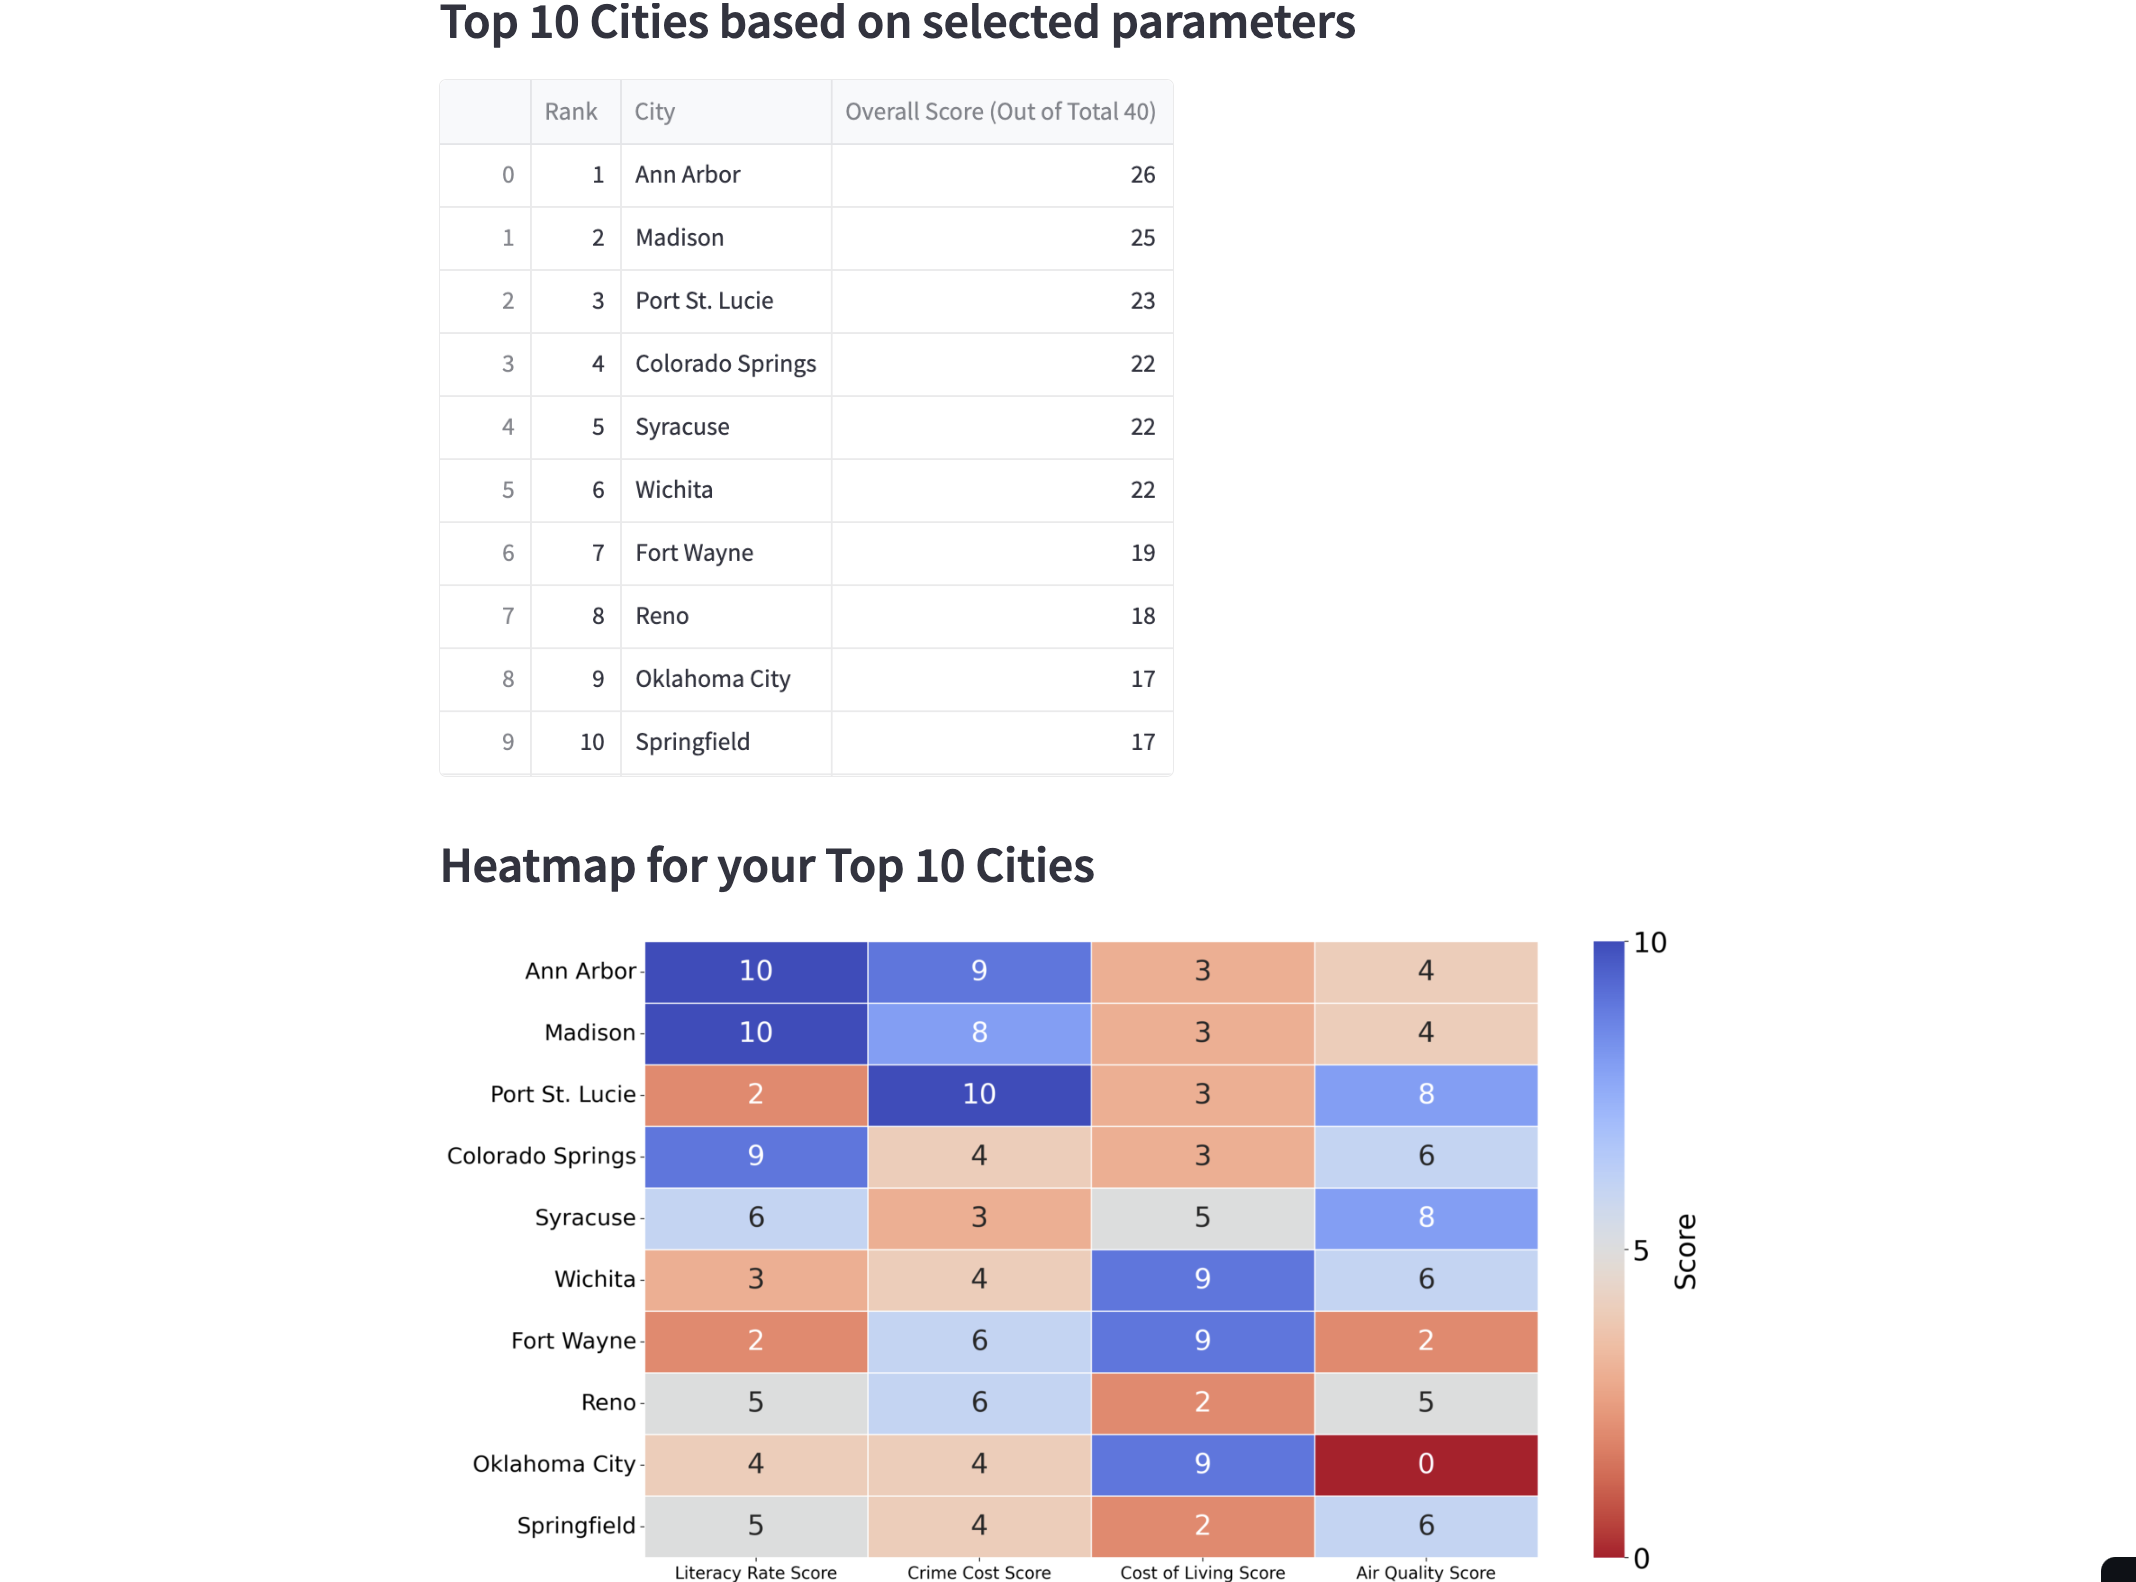 Top 10 Cities based on selected parameters
Rank City Overall Score (Out of Total 40)
0 1 Ann Arbor 26
1 2 Madison 25
2 3 Port St. Lucie 23
3 4 Colorado Springs 22
4 5 Syracuse 22
5 6 Wichita 22
6 7 Fort Wayne 19
7 8 Reno 18
8 9 Oklahoma City 17
9 10 Springfield 17
Heatmap for your Top 10 Cities
Ann Arbor 10 9 3 4
Madison 10 8 3 4
Port St. Lucie 2 10 3 8
Colorado Springs 9 4 3 6
Syracuse 6 3 5 8
Wichita 3 4 9 6
Fort Wayne 2 6 9 2
Reno 5 6 2 5
Oklahoma City 4 4 9 0
Springfield 5 4 2 6
Literacy Rate Score Crime Cost Score Cost of Living Score Air Quality Score
10
5
0
Score